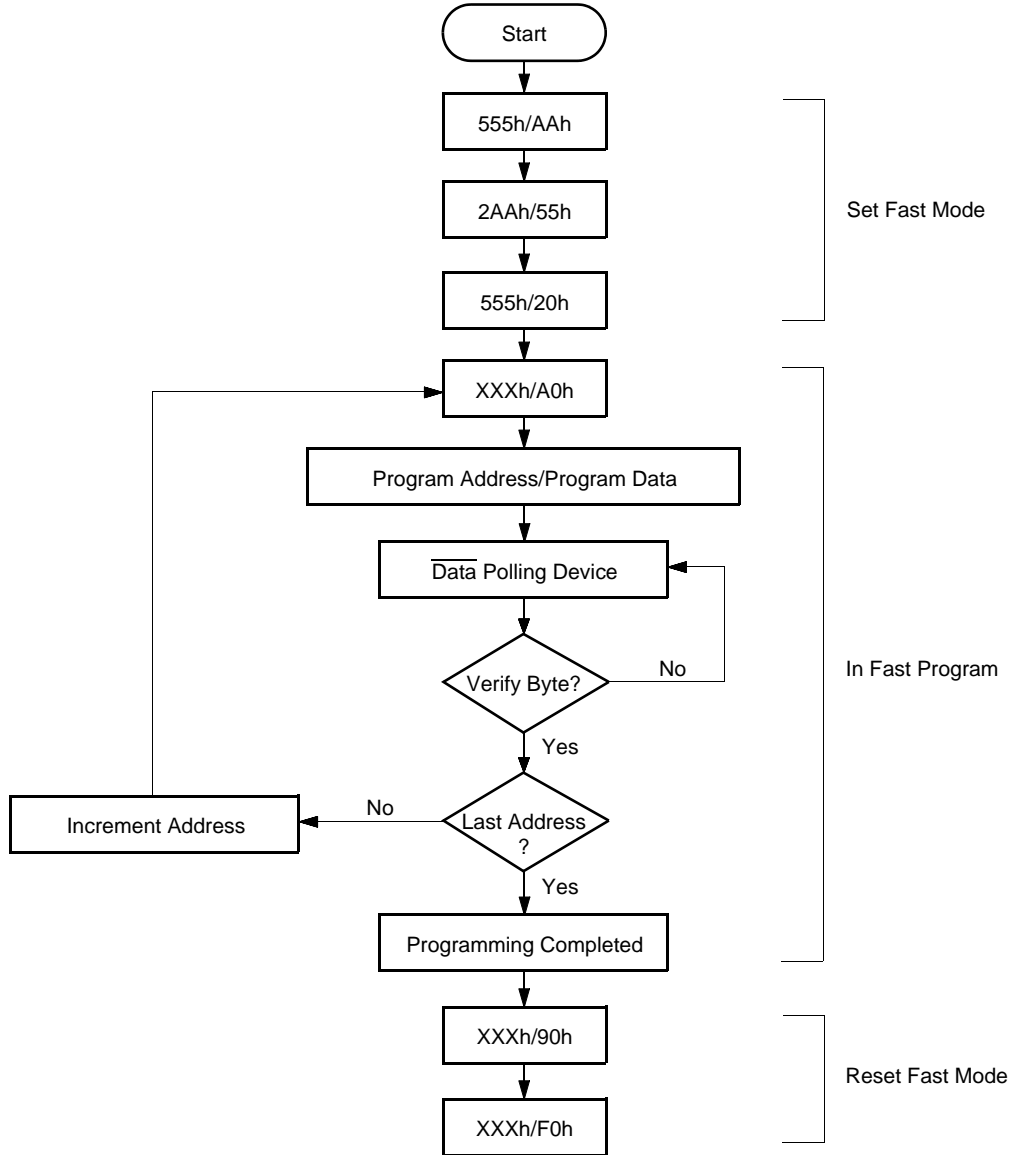 Start
555h/AAh
2AAh/55h
Set Fast Mode
555h/20h
XXXh/A0h
Program Address/Program Data
Data Polling Device
In Fast Program
Verify Byte?
No
Yes
Increment Address
No
Last Address
?
Yes
Programming Completed
XXXh/90h
Reset Fast Mode
XXXh/F0h